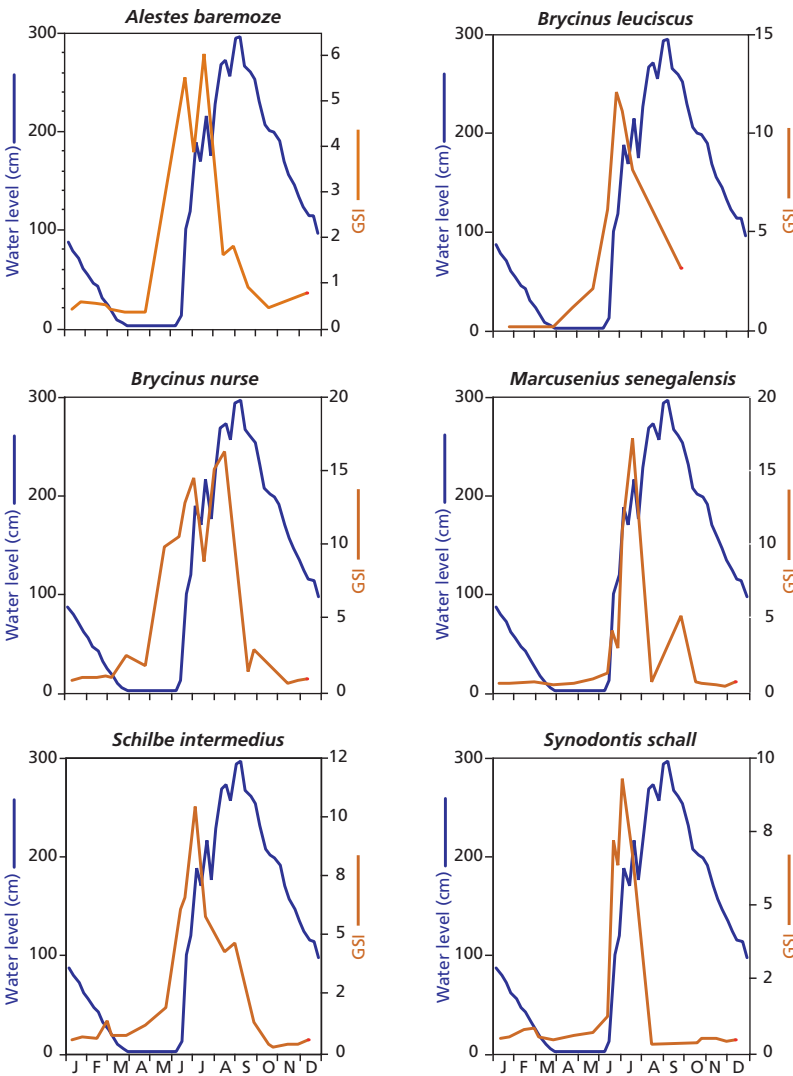 Alestes baremoze
300
200
100
0
Water level (cm)
6
5
4
3
2
1
0
GSI
Brycinus leuciscus
300
200
100
0
Water level (cm)
15
10
5
0
GSI
Brycinus nurse
300
200
100
0
Water level (cm)
20
15
10
5
0
GSI
Marcusenius senegalensis
300
200
100
0
Water level (cm)
20
15
10
5
0
GSI
Schilbe intermedius
300
200
100
0
Water level (cm)
12
10
8
5
2
0
GSI
J F M A M J J A S O N D
Synodontis schall
300
200
100
0
Water level (cm)
10
8
5
2
0
GSI
J F M A M J J A S O N D